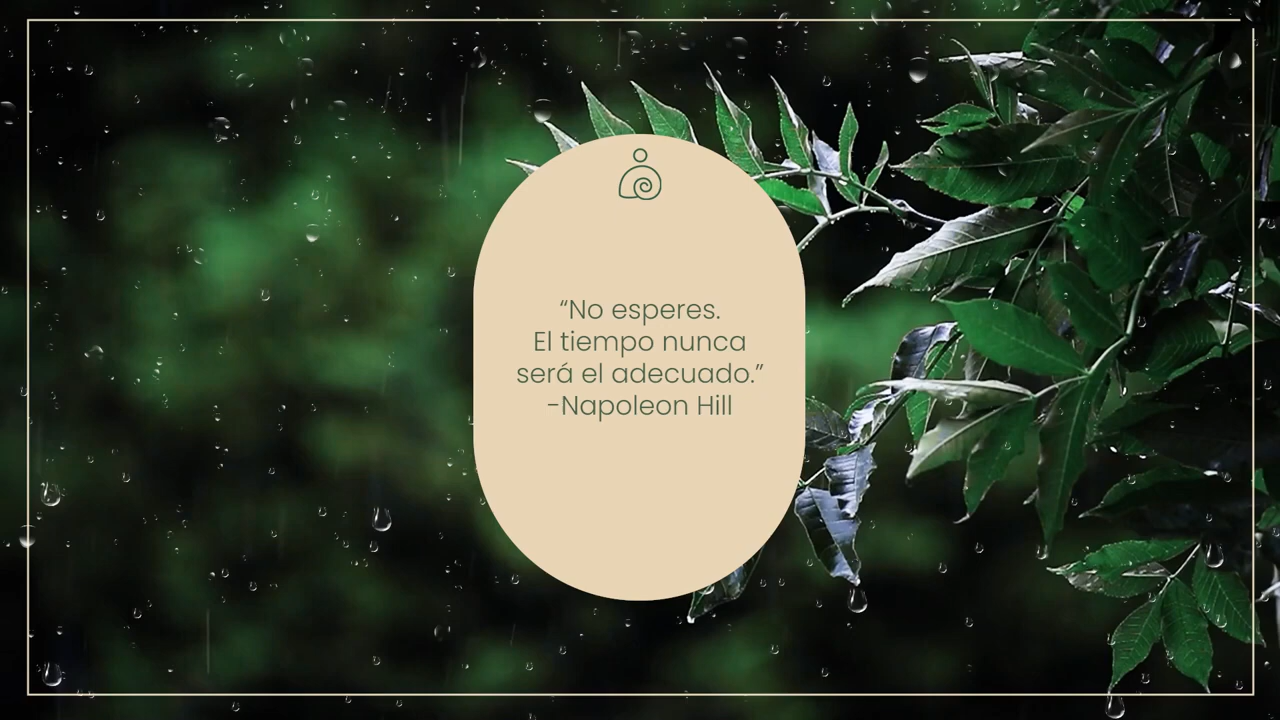 “No esperes.
El tiempo nunca
será el adecuado.”
-Napoleon Hill